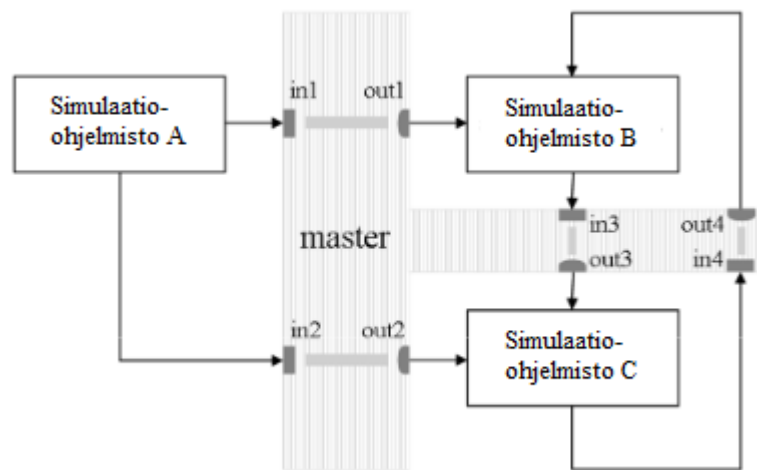 in1 out1
Simulaatio-
ohjelmisto A
Simulaatio-
ohjelmisto B
in3 out4
master
out3 in4
in2 out2
Simulaatio-
ohjelmisto C